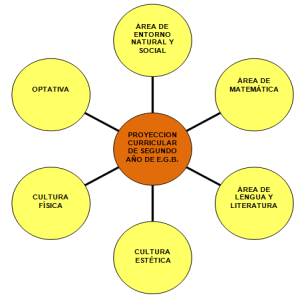 ÁREA DE
ENTORNO
NATURAL Y
SOCIAL
OPTATIVA
ÁREA DE
MATEMÁTICA
PROYECCION
CURRICULAR
DE SEGUNDO
AÑO DE E.G.B.
CULTURA
FÍSICA
ÁREA DE
LENGUA Y
LITERATURA
CULTURA
ESTÉTICA